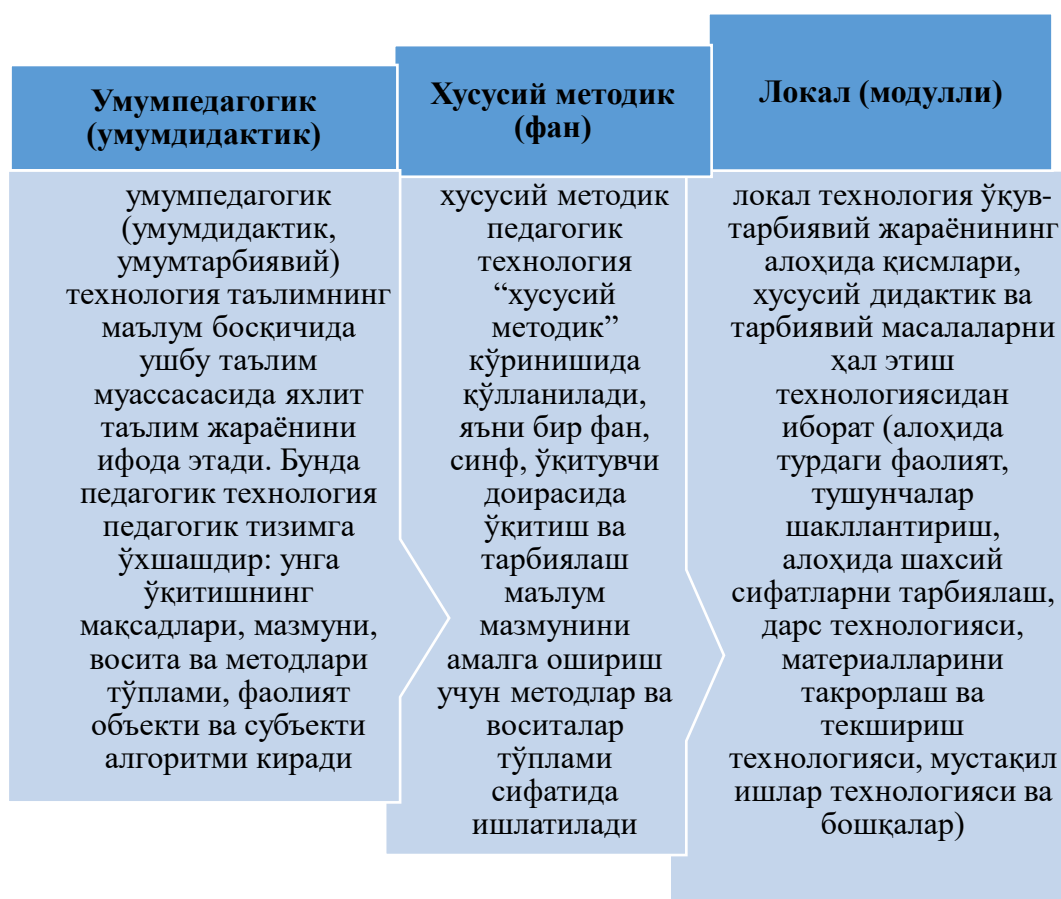 Умумпедагогик
(умумдидактик)
умумпедагогик
(умумдидактик,
умумтарбиявий)
технология таълимнинг
маълум босқичида
ушбу таълим
муассасасида яхлит
таълим жараёнини
ифода этади. Бунда
педагогик технология
педагогик тизимга
ўхшашдир: унга
ўқитишнинг
мақсадлари, мазмуни,
восита ва методлари
тўплами, фаолият
объекти ва субъекти
алгоритми киради
Хусусий методик
(фан)
хусусий методик
педагогик
технология
“хусусий
методик”
кўринишида
қўлланилади,
яъни бир фан,
синф, ўқитувчи
доирасида
ўқитиш ва
тарбиялаш
маълум
мазмунини
амалга ошириш
учун методлар ва
воситалар
тўплами
сифатида
ишлатилади
Локал (модулли)
локал технология ўқув-
тарбиявий жараёнининг
алоҳида қисмлари,
хусусий дидактик ва
тарбиявий масалаларни
ҳал этиш
технологиясидан
иборат (алоҳида
турдаги фаолият,
тушунчалар
шакллантириш,
алоҳида шахсий
сифатларни тарбиялаш,
дарс технологияси,
материалларини
такрорлаш ва
текшириш
технологияси, мустақил
ишлар технологияси ва
бошқалар)